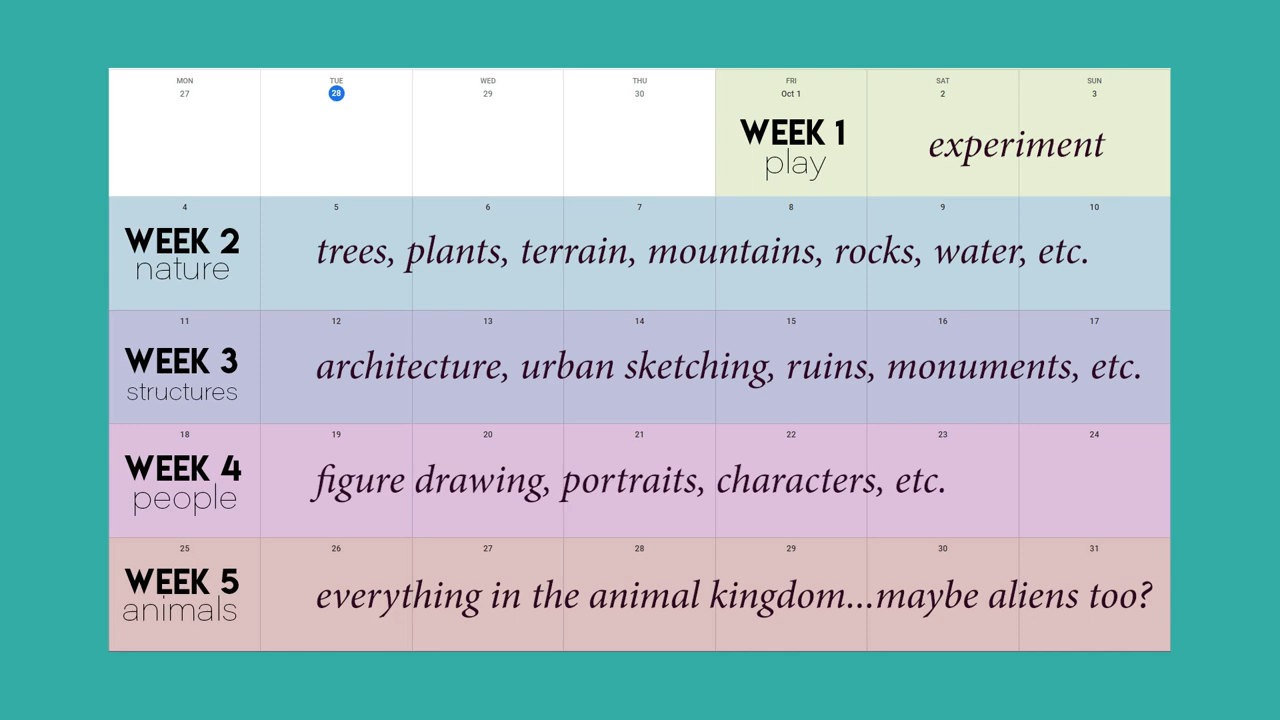 MON TUE WED THU FRI SAT SUN
27 28 29 30 Oct 1 2 3
WEEK 1
play
experiment
4 5 6 7 8 9 10
WEEK 2
nature
trees, plants, terrain, mountains, rocks, water, etc.
11 12 13 14 15 16 17
WEEK 3
structures
architecture, urban sketching, ruins, monuments, etc.
18 19 20 21 22 23 24
WEEK 4
people
figure drawing, portraits, characters, etc.
25 26 27 28 29 30 31
WEEK 5
animals
everything in the animal kingdom...maybe aliens too?